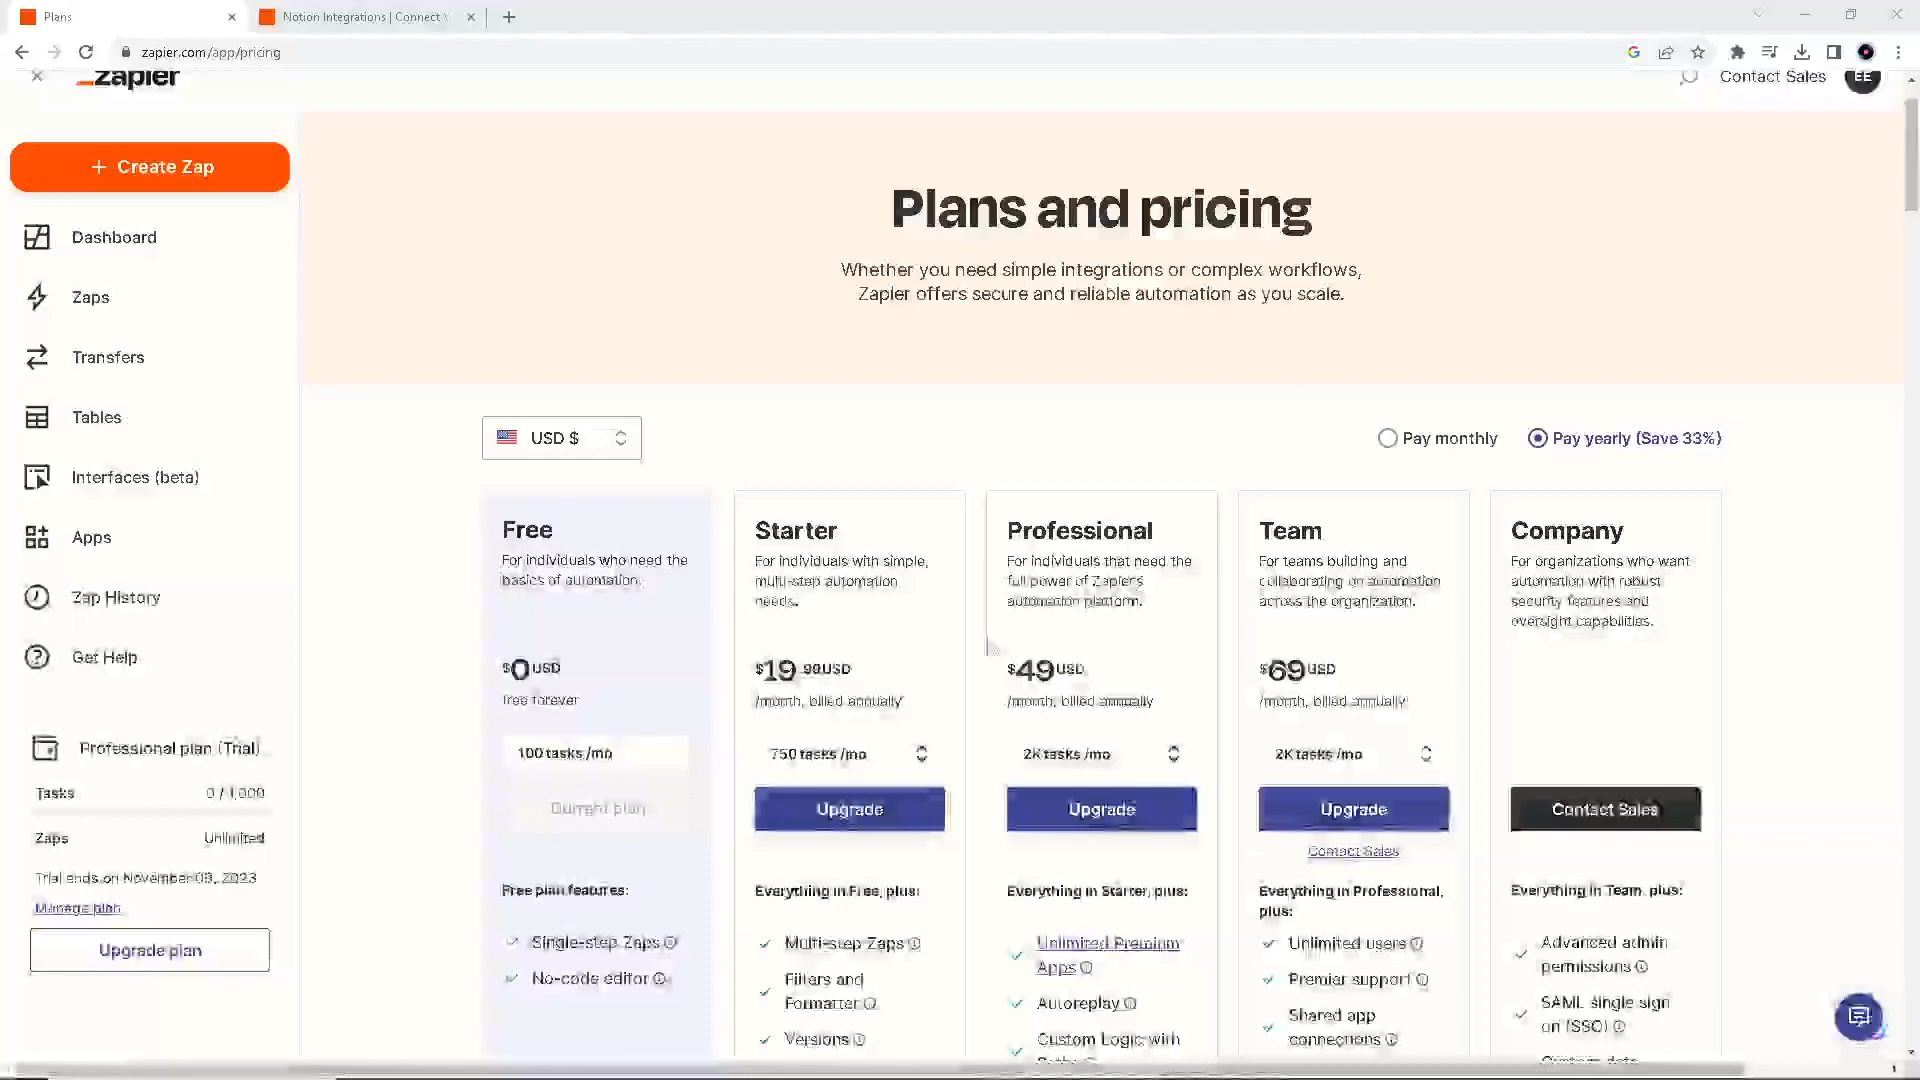 Plans
Notion Integrations | Connect
zapier.com/app/pricing
zapier
Contact Sales
EE
+ Create Zap
Dashboard
Zaps
Transfers
Tables
Interfaces (beta)
Apps
Zap History
Get Help
Professional plan (Trial)
Tasks 0 / 1,000
Zaps Unlimited
Trial ends on November 09, 2023
Manage plan
Upgrade plan
Plans and pricing
Whether you need simple integrations or complex workflows,
Zapier offers secure and reliable automation as you scale.
USD $
Pay monthly
Pay yearly (Save 33%)
Free
For individuals who need the
basics of automation.
$0 USD
free forever
100 tasks /mo
Current plan
Free plan features:
Single-step Zaps
No-code editor
Starter
For individuals with simple,
multi-step automation
needs.
$19.99 USD
/month, billed annually
750 tasks /mo
Upgrade
Everything in Free, plus:
Multi-step Zaps
Filters and
Formatter
Versions
Professional
For individuals that need the
full power of Zapier's
automation platform.
$49 USD
/month, billed annually
2K tasks /mo
Upgrade
Everything in Starter, plus:
Unlimited Premium
Apps
Autoreplay
Custom Logic with
Team
For teams building and
collaborating on automation
across the organization.
$69 USD
/month, billed annually
2K tasks /mo
Upgrade
Contact Sales
Everything in Professional,
plus:
Unlimited users
Premier support
Shared app
connections
Company
For organizations who want
automation with robust
security features and
oversight capabilities.
Contact Sales
Everything in Team, plus:
Advanced admin
permissions
SAML single sign
on (SSO)